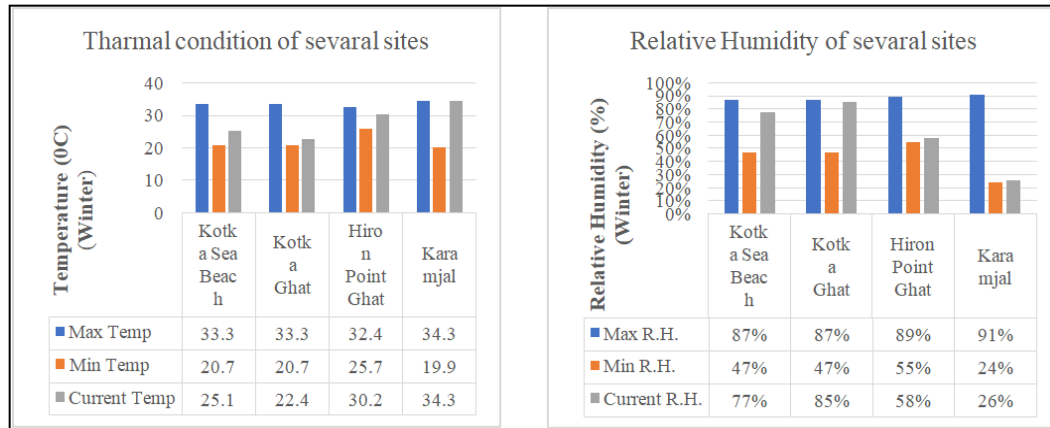 Tharmal condition of sevaral sites
Temperature (0C)
(Winter)
40
30
20
10
0
Kotk
a Sea
Beac
h
Kotk
a
Ghat
Hiro
n
Point
Ghat
Kara
mjal
Max Temp 33.3 33.3 32.4 34.3
Min Temp 20.7 20.7 25.7 19.9
Current Temp 25.1 22.4 30.2 34.3
Relative Humidity of sevaral sites
Relative Humidity (%)
(Winter)
100%
90%
80%
70%
60%
50%
40%
30%
20%
10%
0%
Kotk
a Sea
Beac
h
Kotk
a
Ghat
Hiron
Point
Ghat
Kara
mjal
Max R.H. 87% 87% 89% 91%
Min R.H. 47% 47% 55% 24%
Current R.H. 77% 85% 58% 26%